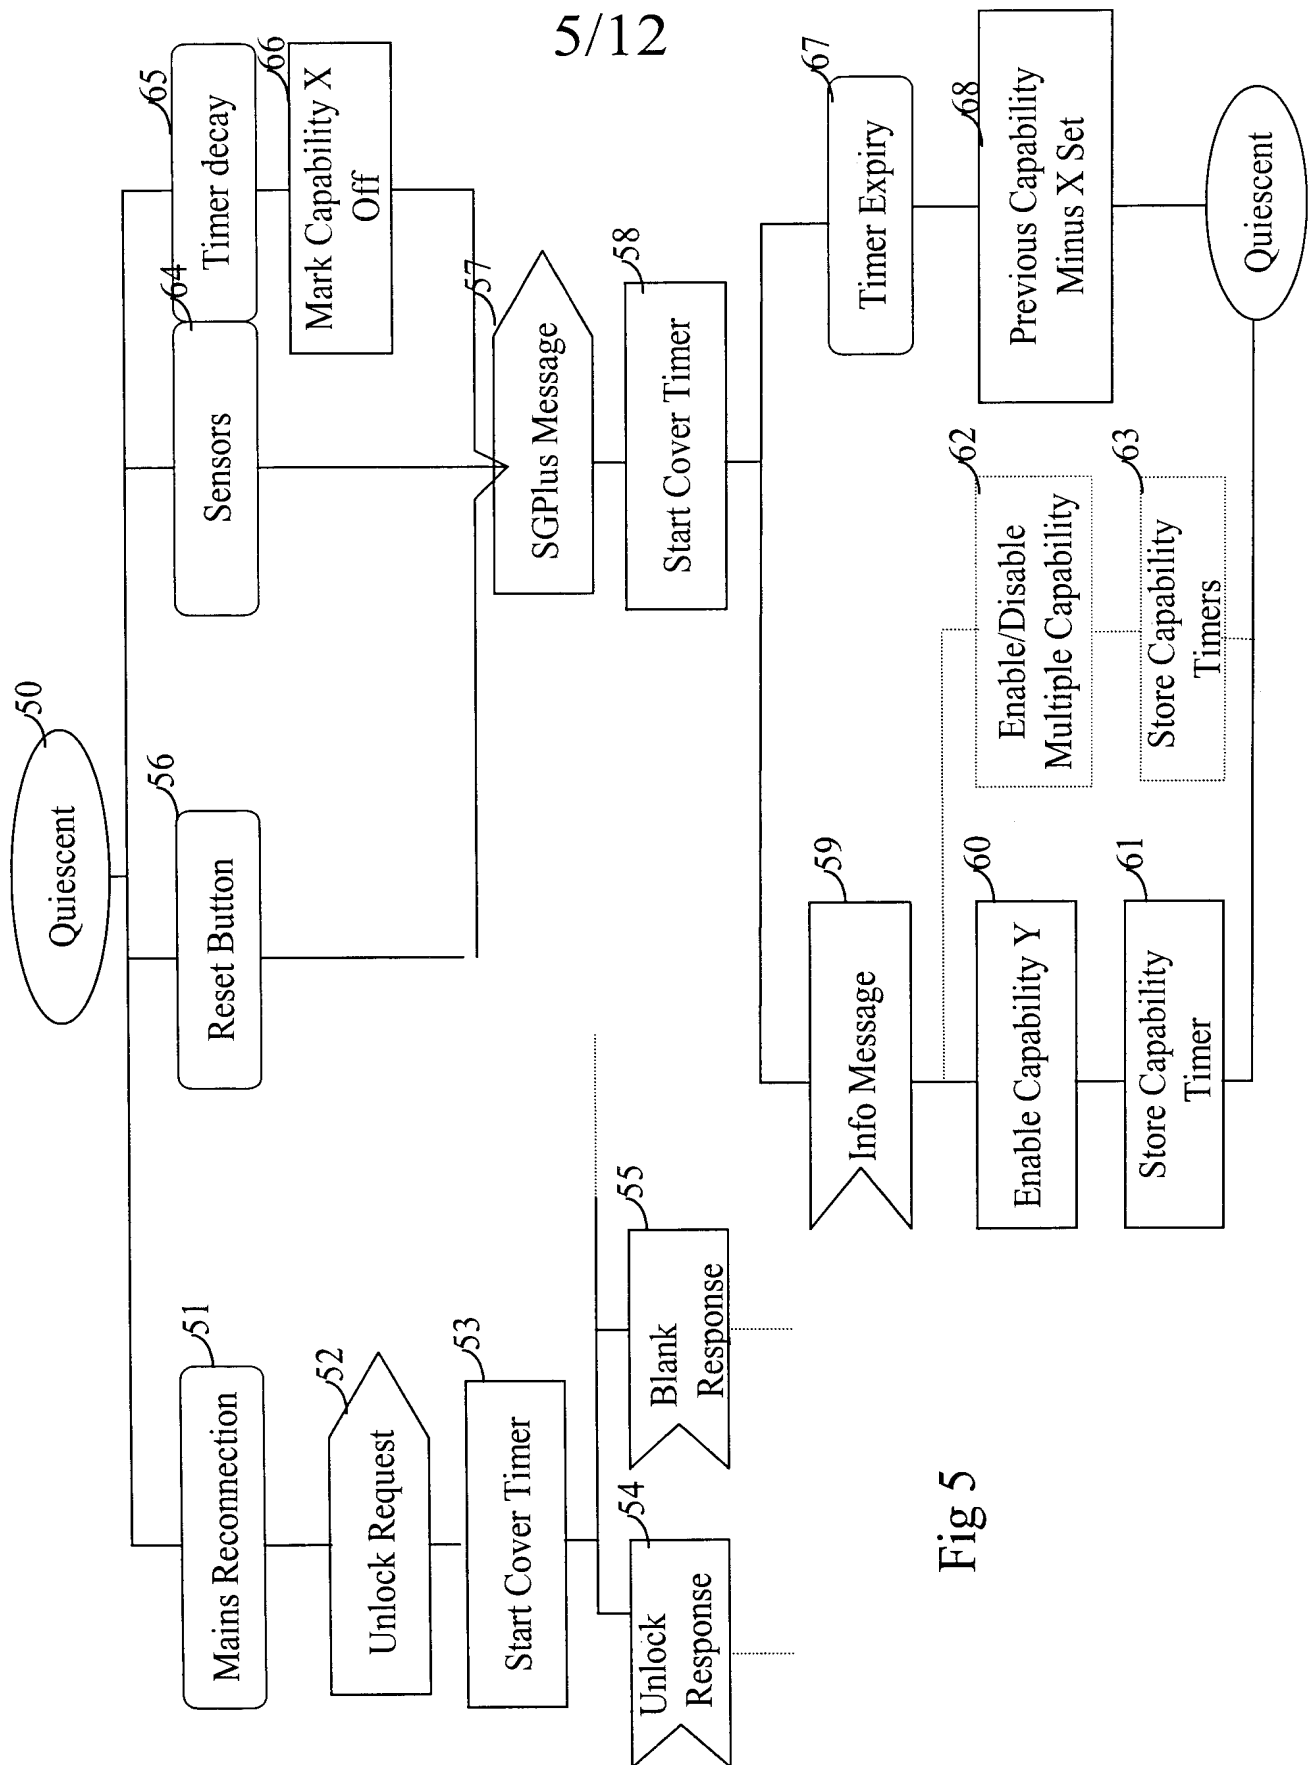 5/12
Quiescent
50
Mains Reconnection
51
Reset Button
56
Sensors
64
Timer decay
65
Unlock Request
52
Mark Capability X
Off
66
Start Cover Timer
53
SGPlus Message
57
Unlock
Response
54
Blank
Response
55
Start Cover Timer
58
Info Message
59
Timer Expiry
67
Enable Capability Y
60
Enable/Disable
Multiple Capability
62
Previous Capability
Minus X Set
68
Store Capability
Timer
61
Store Capability
Timers
63
Quiescent
Fig 5